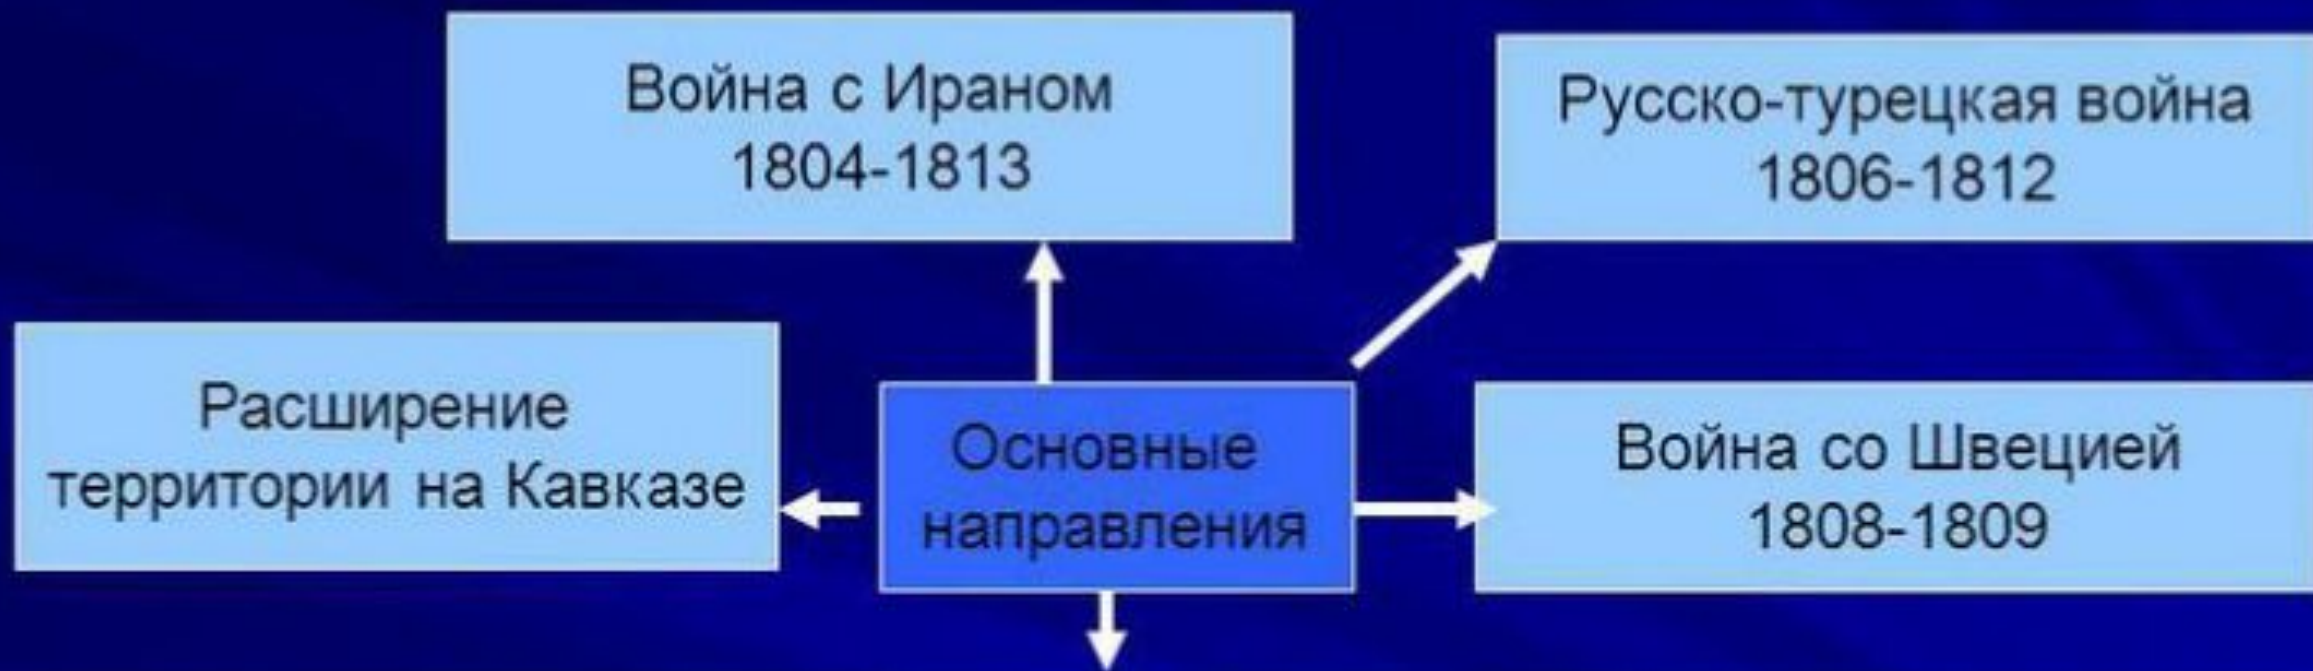 Война с Ираном
1804-1813
Русско-турецкая война
1806-1812
Расширение
территории на Кавказе
Основные
направления
Война со Швецией
1808-1809